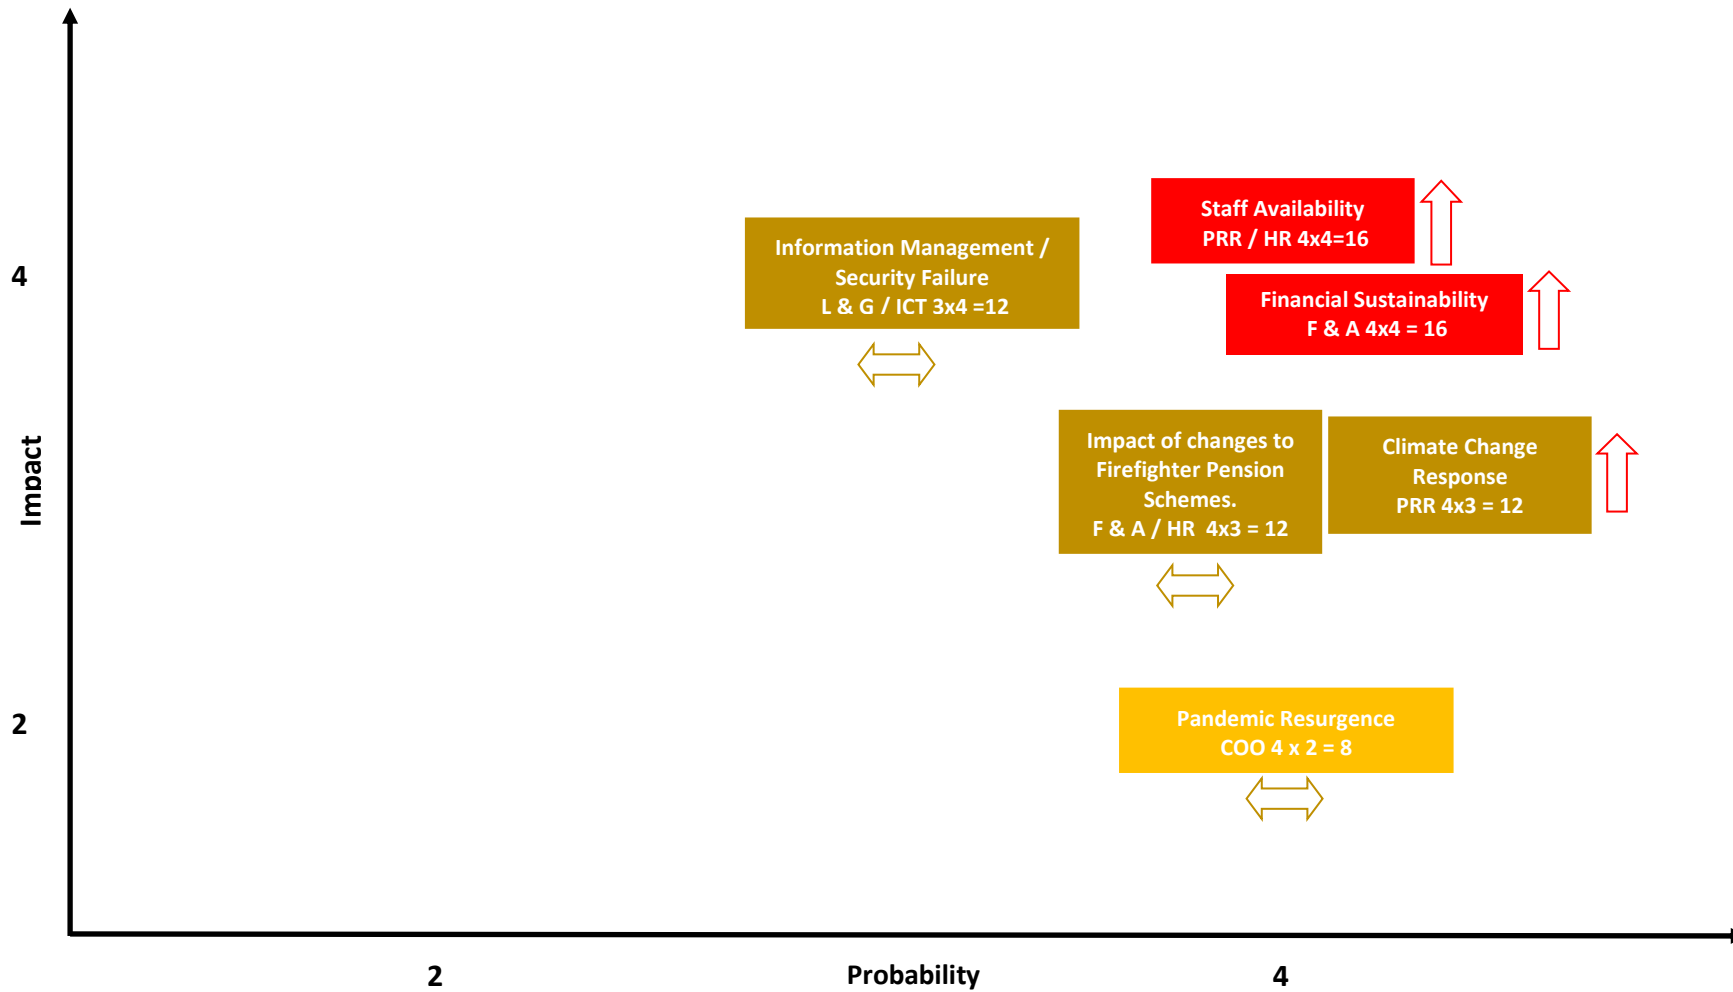 Staff Availability
PRR / HR 4x4=16
Information Management /
Security Failure
L & G / ICT 3x4 =12
4
Financial Sustainability
F & A 4x4 = 16
Impact
Impact of changes to
Firefighter Pension
Schemes.
F & A / HR  4x3 = 12
Climate Change
Response
PRR 4x3 = 12
2
Pandemic Resurgence
COO 4 x 2 = 8
2
Probability
4